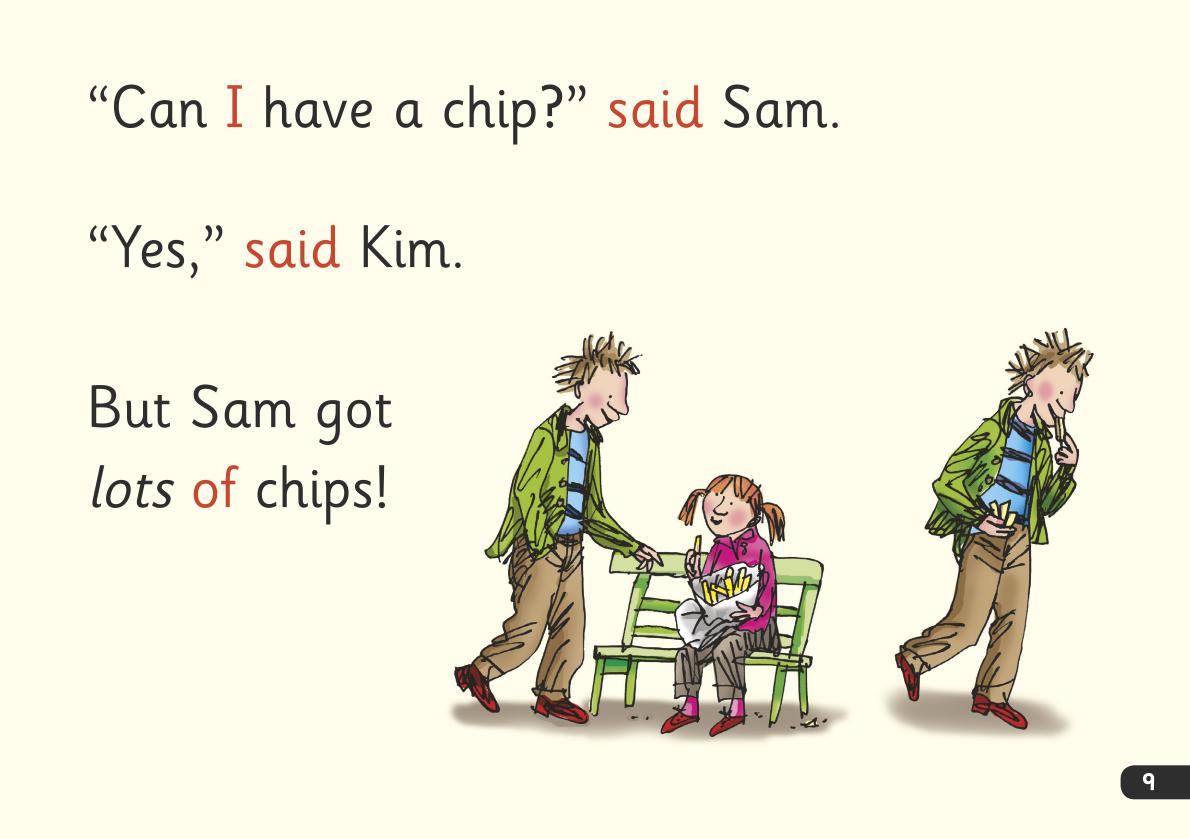 “Can I have a chip?” said Sam.
“Yes,” said Kim.
But Sam got
lots of chips!
9